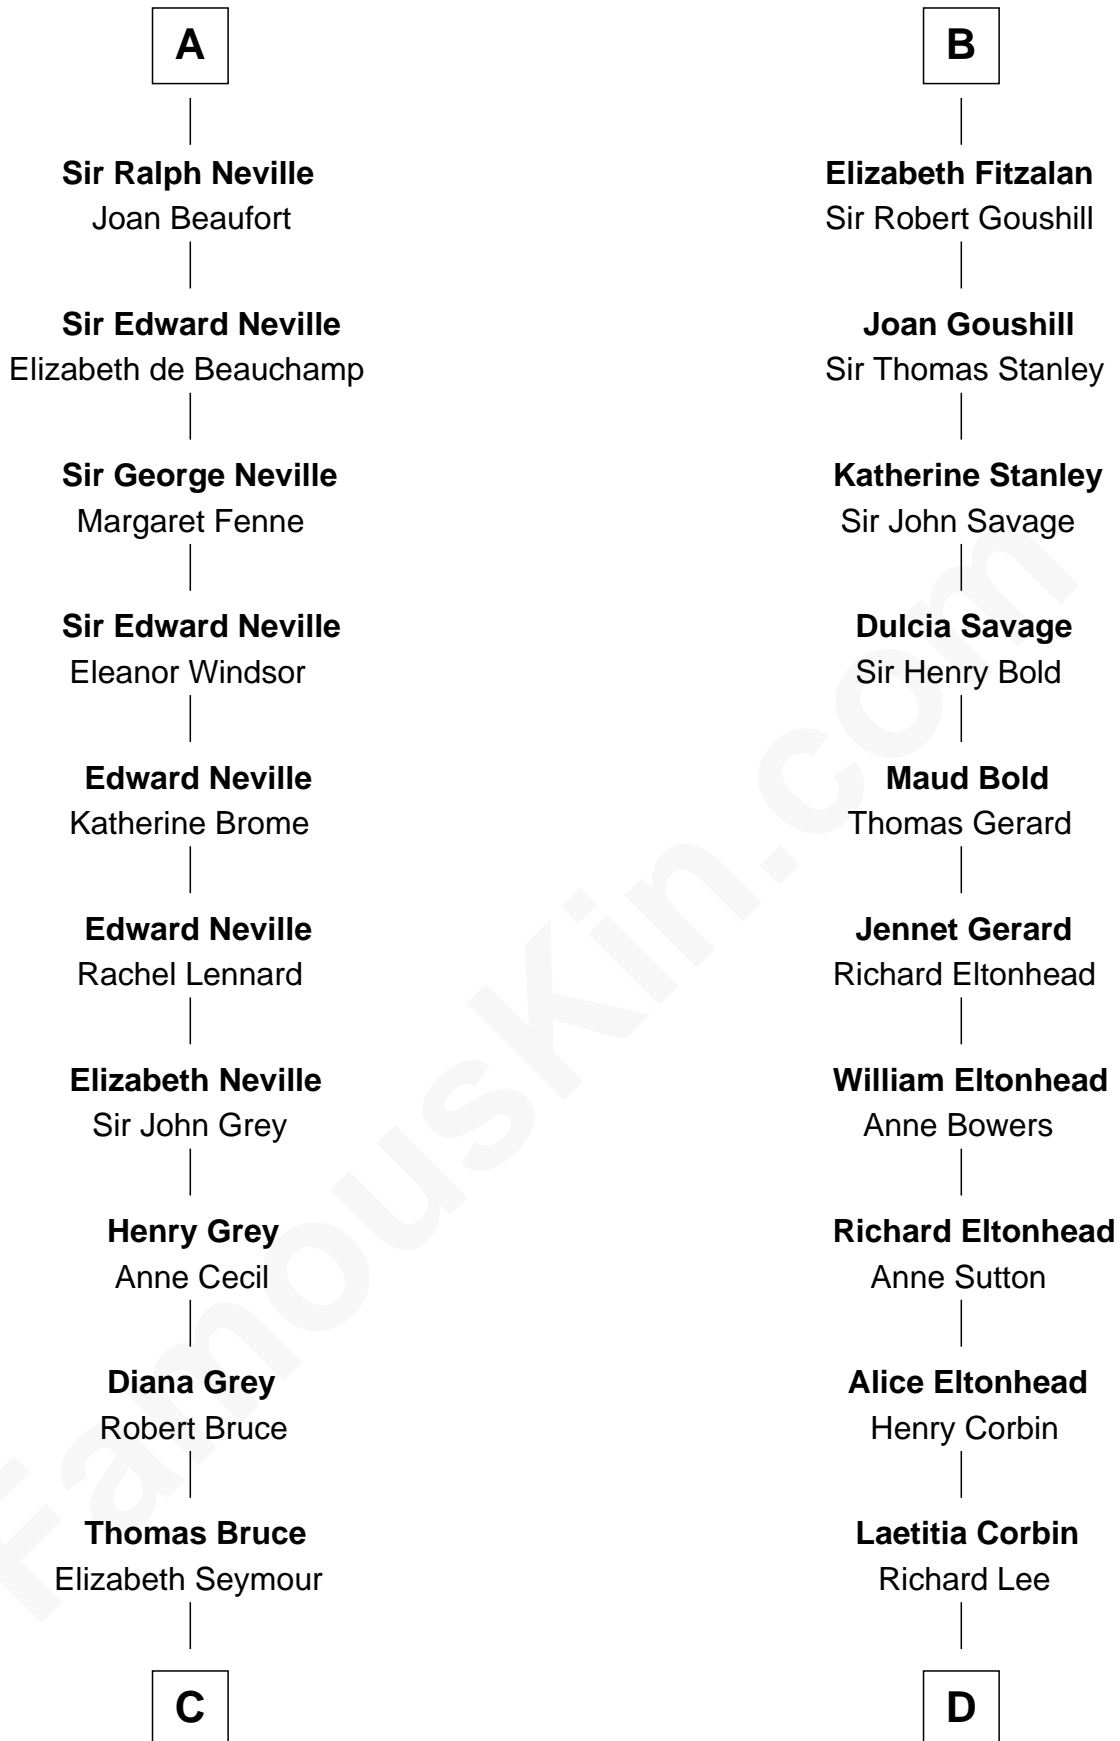 A
Sir Ralph Neville
Joan Beaufort
Sir Edward Neville
Elizabeth de Beauchamp
Sir George Neville
Margaret Fenne
Sir Edward Neville
Eleanor Windsor
Edward Neville
Katherine Brome
Edward Neville
Rachel Lennard
Elizabeth Neville
Sir John Grey
Henry Grey
Anne Cecil
Diana Grey
Robert Bruce
Thomas Bruce
Elizabeth Seymour
C
B
Elizabeth Fitzalan
Sir Robert Goushill
Joan Goushill
Sir Thomas Stanley
Katherine Stanley
Sir John Savage
Dulcia Savage
Sir Henry Bold
Maud Bold
Thomas Gerard
Jennet Gerard
Richard Eltonhead
William Eltonhead
Anne Bowers
Richard Eltonhead
Anne Sutton
Alice Eltonhead
Henry Corbin
Laetitia Corbin
Richard Lee
D
FamousKin.com